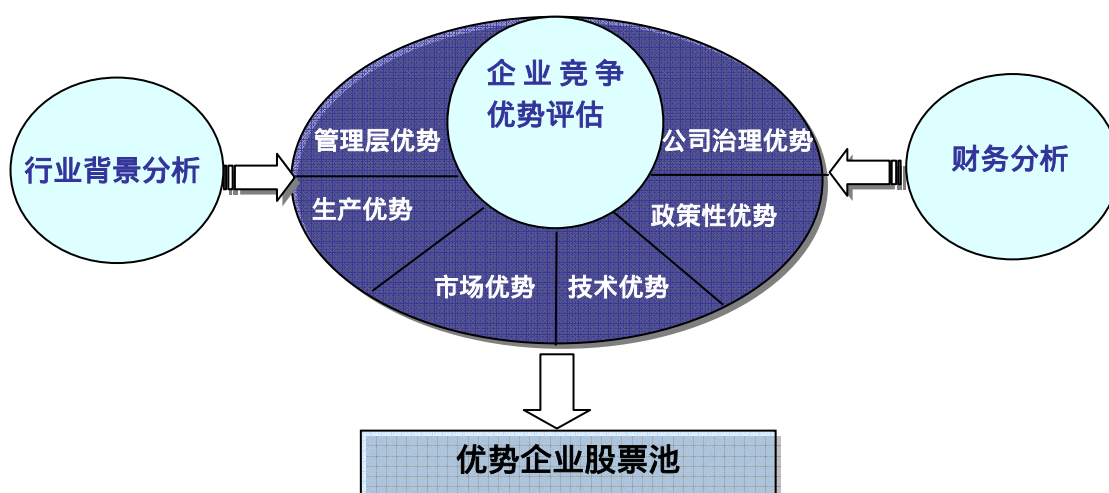 企业竞争
优势评估
管理层优势
公司治理优势
行业背景分析
财务分析
生产优势
政策性优势
市场优势
技术优势
优势企业股票池